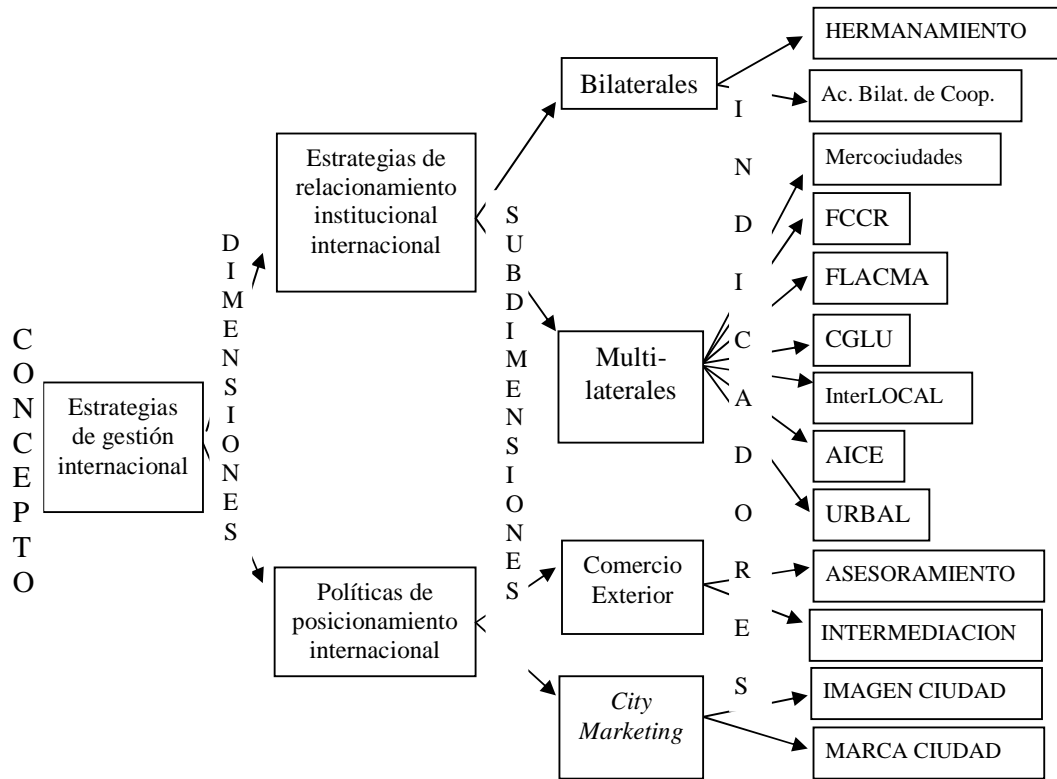 CONCEPTO
Estrategias
de gestión
internacional
DIMENSIONES
Estrategias de
relacionamiento
institucional
internacional
Políticas de
posicionamiento
internacional
SUBDIMENSIONES
Bilaterales
Multi-
laterales
Comercio
Exterior
City
Marketing
INDICADORES
HERMANAMIENTO
Ac. Bilat. de Coop.
Mercociudades
FCCR
FLACMA
CGLU
InterLOCAL
AICE
URBAL
ASESORAMIENTO
INTERMEDIACION
IMAGEN CIUDAD
MARCA CIUDAD